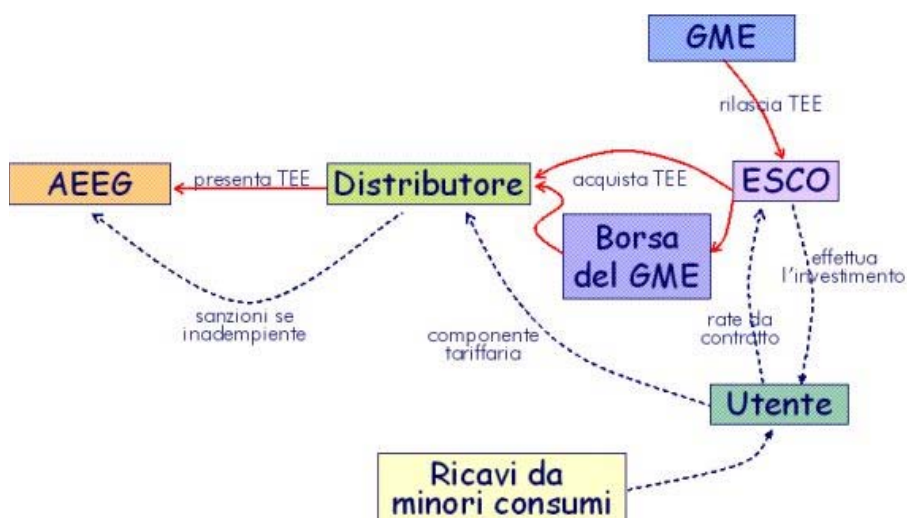 GME
rilascia TEE
AEEG
presenta TEE
Distributore
acquista TEE
ESCO
Borsa
del GME
effettua
l'investimento
sanzioni se
inadempiente
componente
tariffaria
rate da
contratto
Utente
Ricavi da
minori consumi